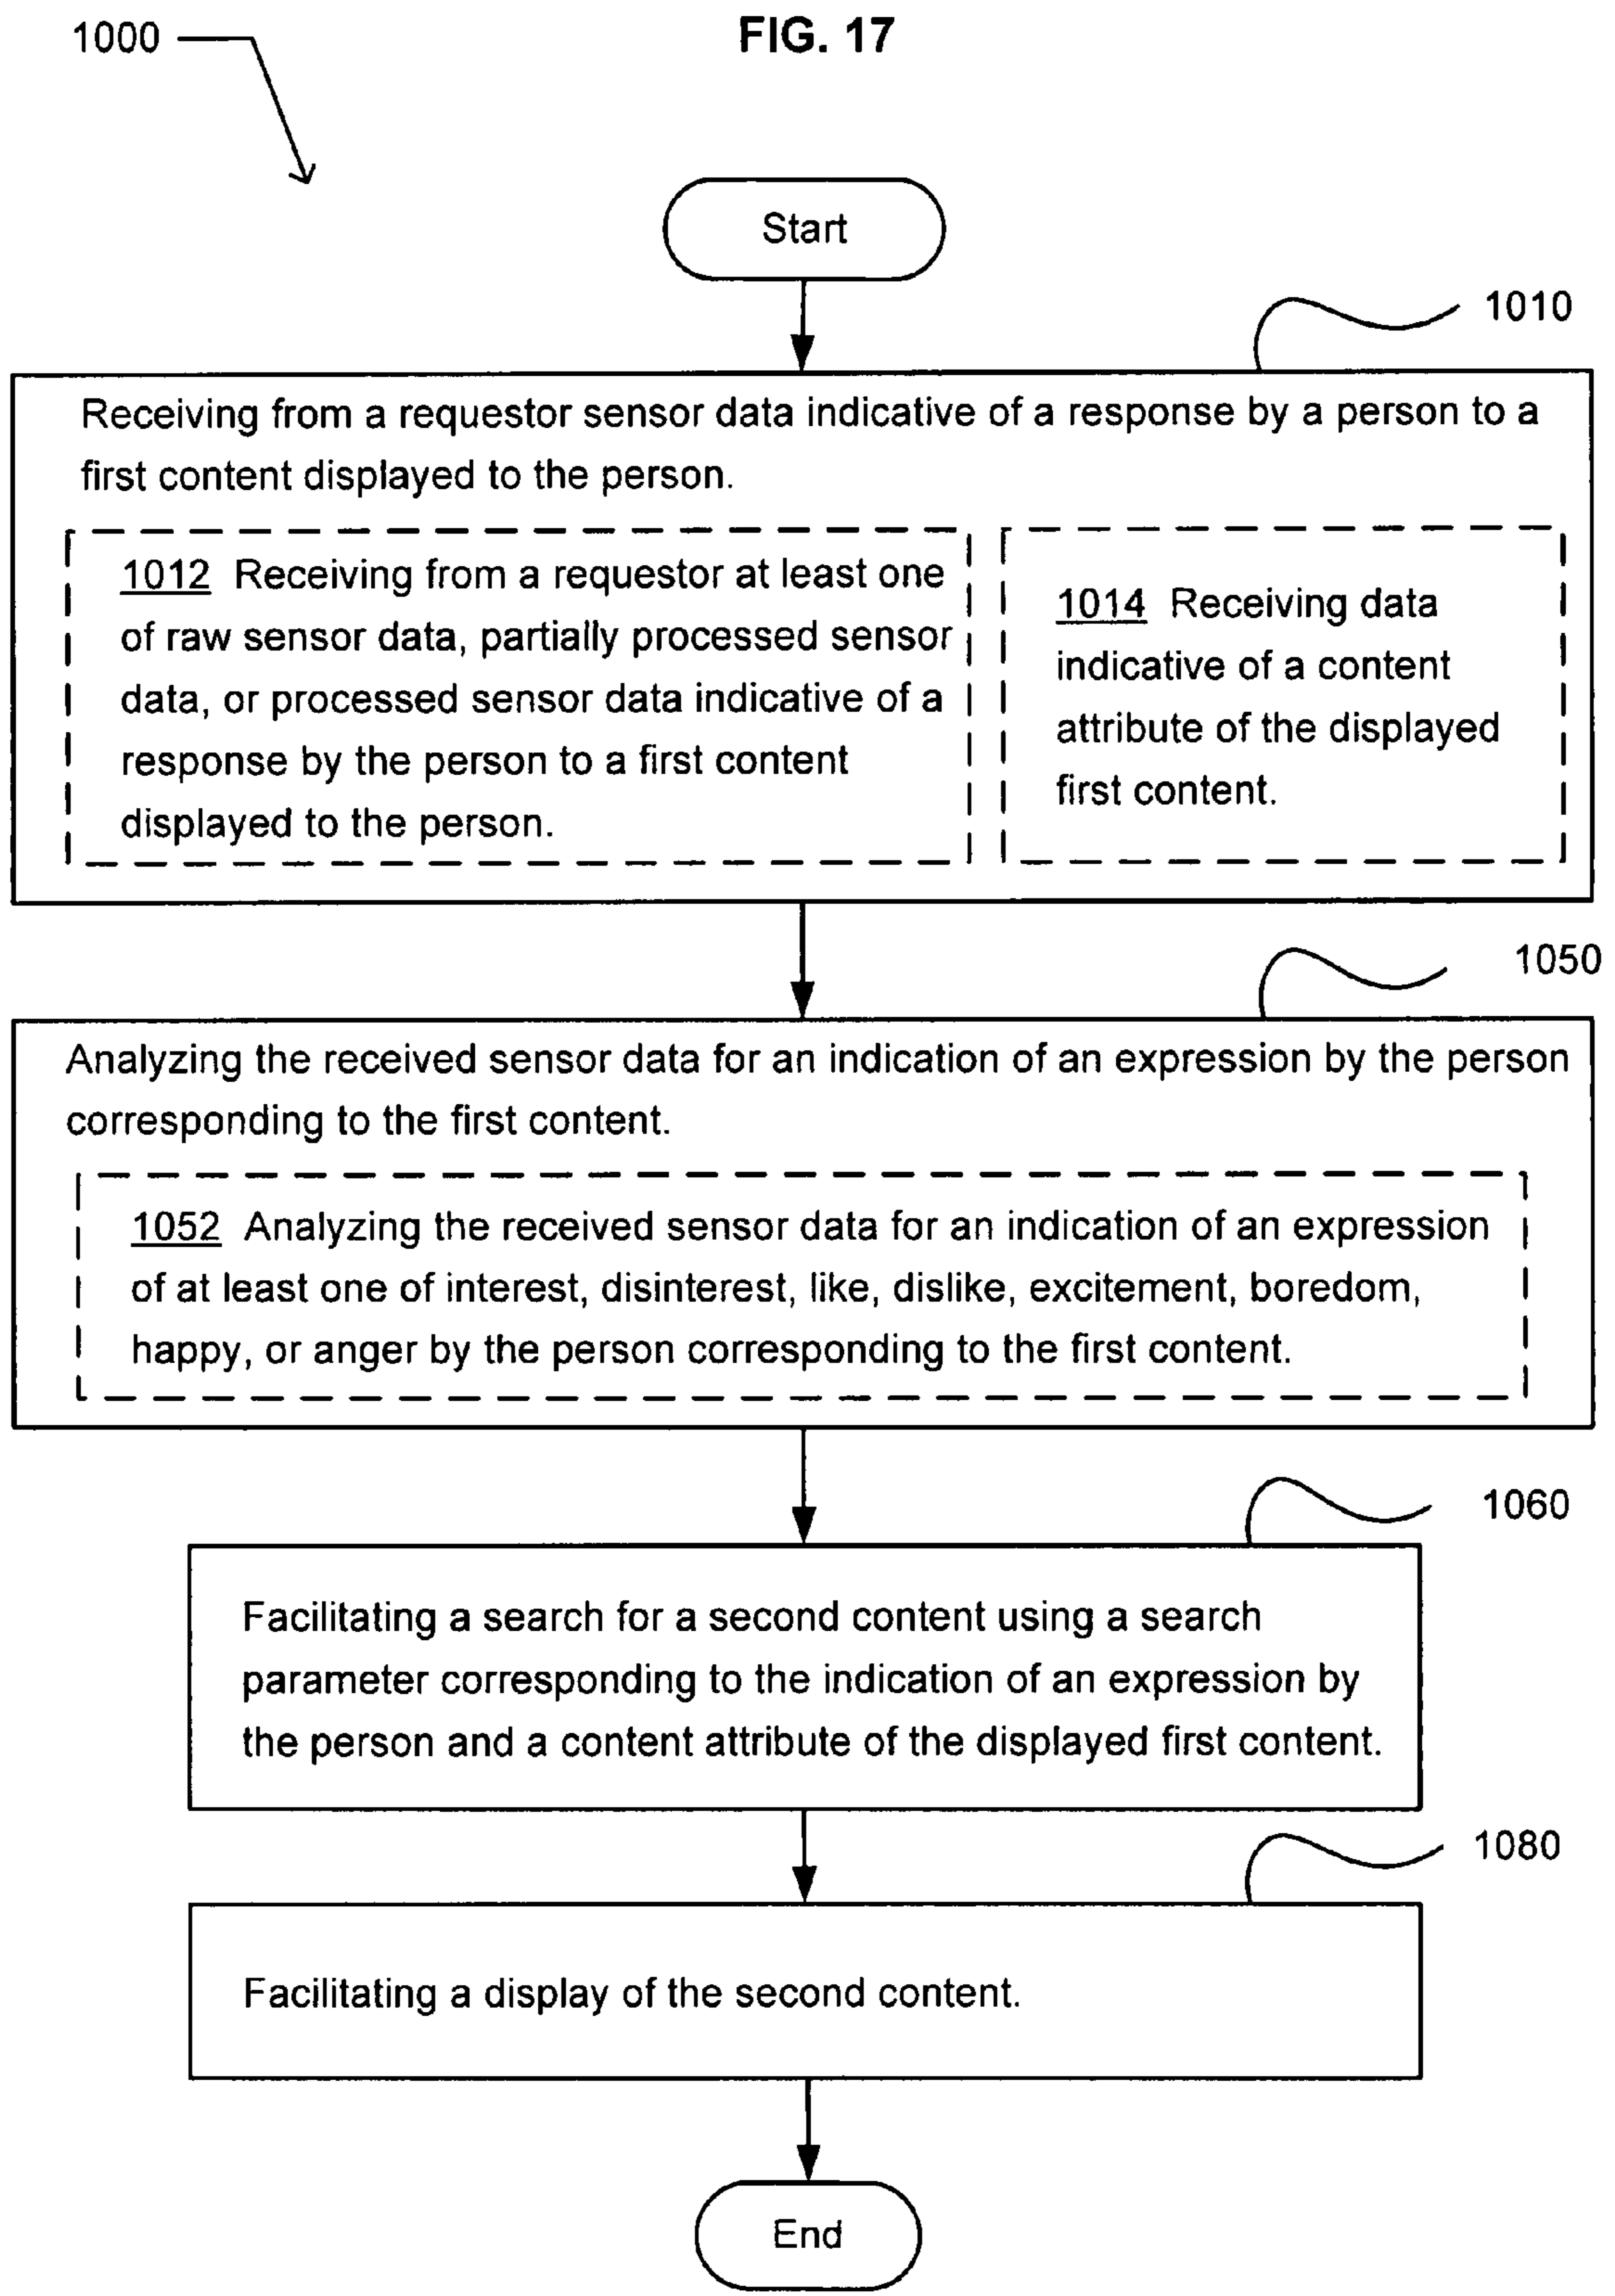 FIG. 17
1000
Start
1010
Receiving from a requestor sensor data indicative of a response by a person to a
first content displayed to the person.
1012 Receiving from a requestor at least one
of raw sensor data, partially processed sensor
data, or processed sensor data indicative of a
response by the person to a first content
displayed to the person.
1014 Receiving data
indicative of a content
attribute of the displayed
first content.
1050
Analyzing the received sensor data for an indication of an expression by the person
corresponding to the first content.
1052 Analyzing the received sensor data for an indication of an expression
of at least one of interest, disinterest, like, dislike, excitement, boredom,
happy, or anger by the person corresponding to the first content.
1060
Facilitating a search for a second content using a search
parameter corresponding to the indication of an expression by
the person and a content attribute of the displayed first content.
1080
Facilitating a display of the second content.
End